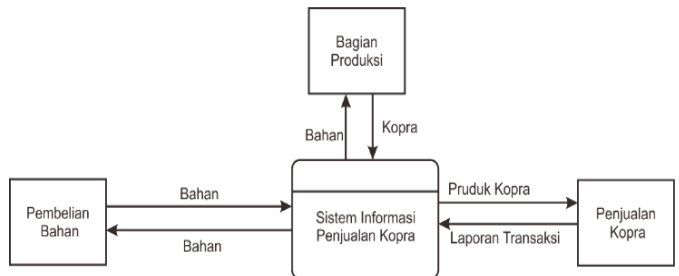 Bagian
Produksi
Bahan
Kopra
Pembelian
Bahan
Bahan
Bahan
Sistem Informasi
Penjualan Kopra
Pruduk Kopra
Laporan Transaksi
Penjualan
Kopra